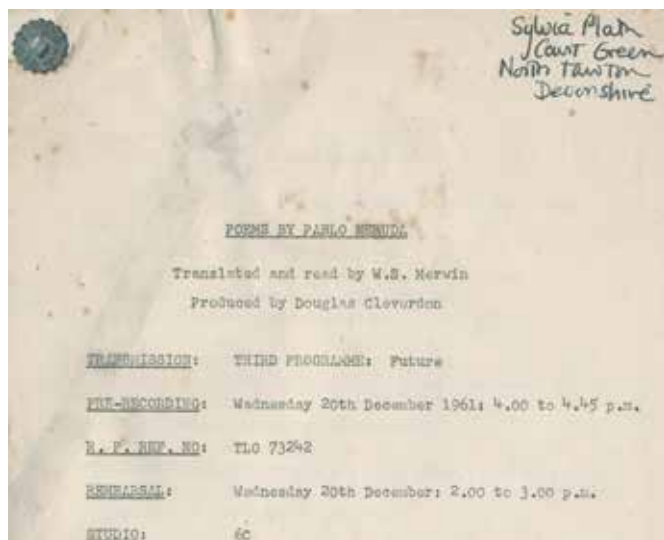 Sylvia Plath
Court Green
North Tawton
Devonshire
POEMS BY PABLO NERUDA
Translated and read by W.S. Merwin
Produced by Douglas Cleverdon
TRANSMISSION: THIRD PROGRAMME: Future
PRE-RECORDING: Wednesday 20th December 1961: 4.00 to 4.45 p.m.
R. P. REF. NO: TLO 73242
REHEARSAL: Wednesday 20th December: 2.00 to 3.00 p.m.
STUDIO: 6C